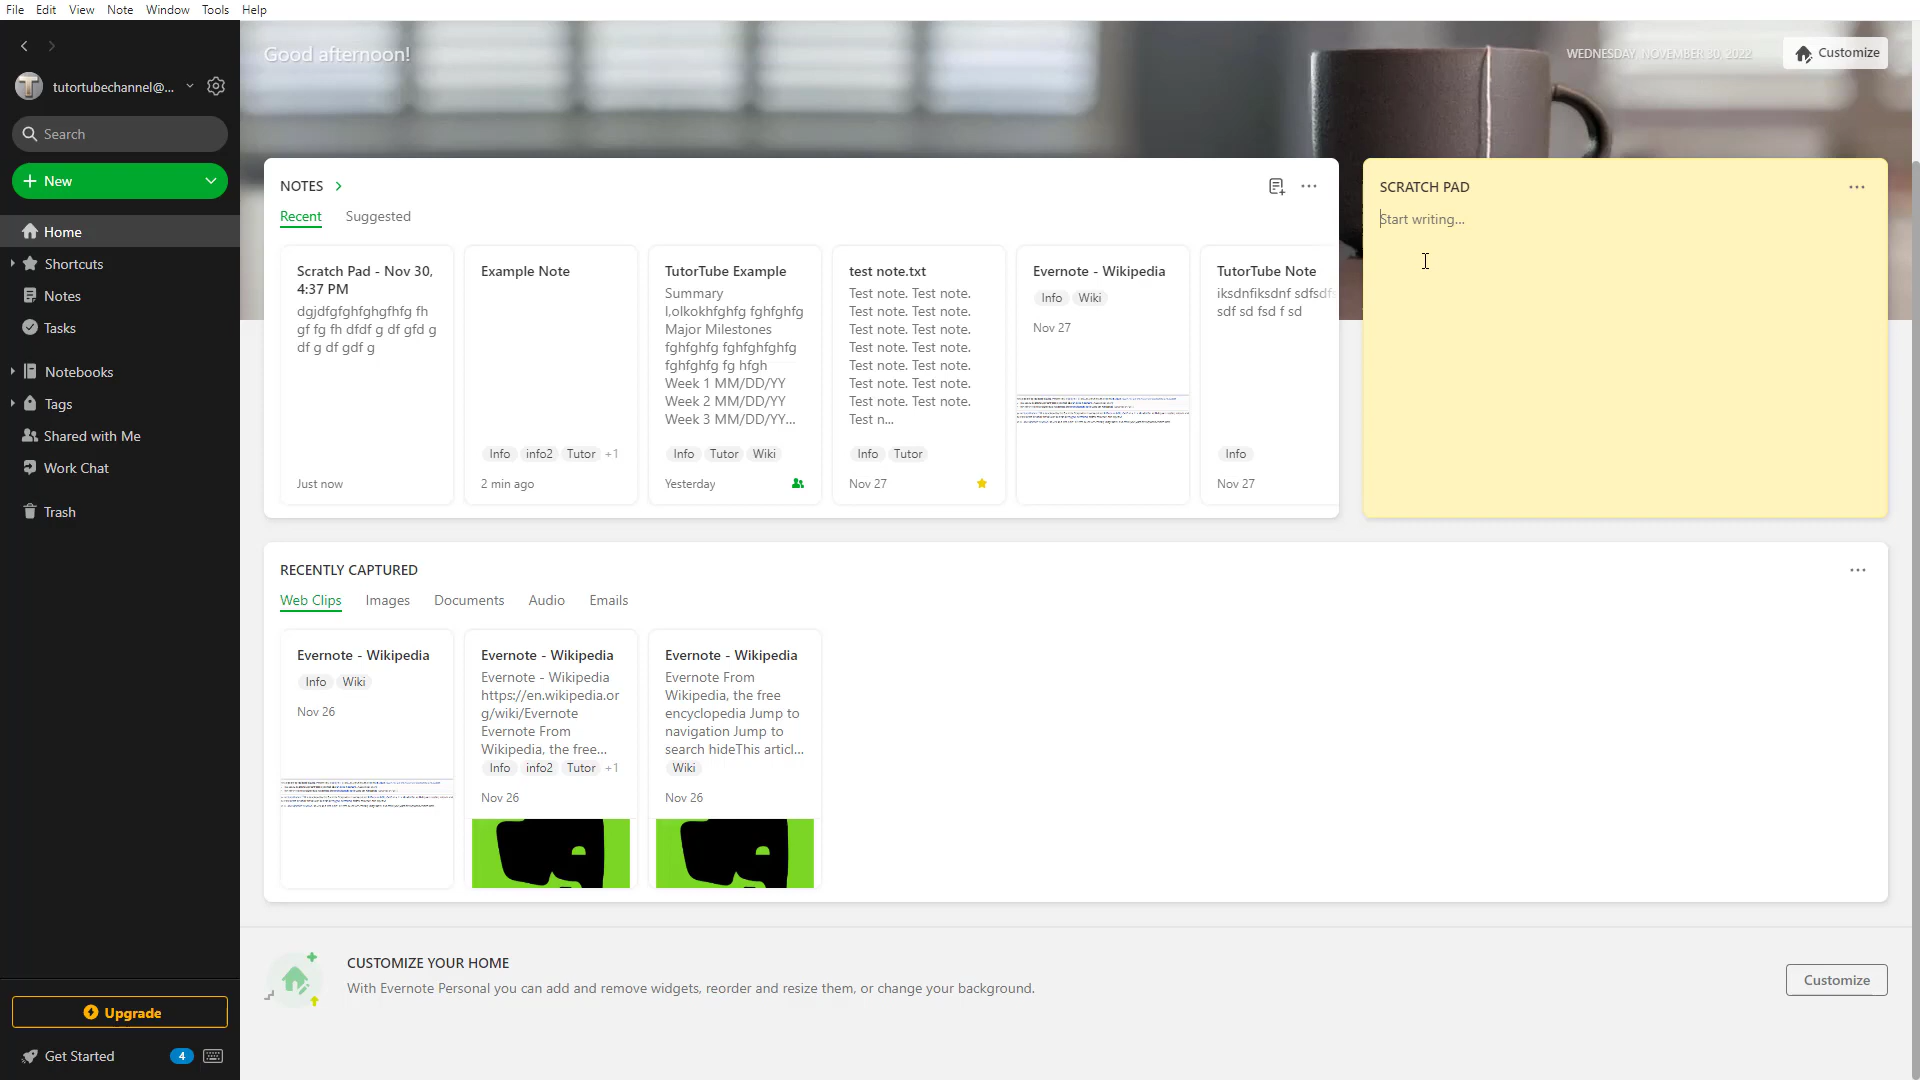 File Edit View Note Window Tools Help
Good afternoon!
WEDNESDAY, NOVEMBER 30, 2022
Customize
tutortubechannel@...
Search
New
Home
Shortcuts
Notes
Tasks
Notebooks
Tags
Shared with Me
Work Chat
Trash
Upgrade
Get Started 4
NOTES
Recent Suggested
Scratch Pad - Nov 30,
4:37 PM
dgjdfgfghfghgfhfg fh
gf fg fh dfdf g df gfd g
df g df gdf g
Just now
Example Note
Info info2 Tutor +1
2 min ago
TutorTube Example
Summary
l,olkokhfghfg fghfghfg
Major Milestones
fghfghfg fghfghfghfg
fghfghfg fg hfgh
Week 1 MM/DD/YY
Week 2 MM/DD/YY
Week 3 MM/DD/YY...
Info Tutor Wiki
Yesterday
test note.txt
Test note. Test note.
Test note. Test note.
Test note. Test note.
Test note. Test note.
Test note. Test note.
Test note. Test note.
Test note. Test note.
Test n...
Info Tutor
Nov 27
Evernote - Wikipedia
Info Wiki
Nov 27
TutorTube Note
iksdnfiksdnf sdfsdfs
sdf sd fsd f sd
Info
Nov 27
SCRATCH PAD
Start writing...
RECENTLY CAPTURED
Web Clips Images Documents Audio Emails
Evernote - Wikipedia
Info Wiki
Nov 26
Evernote - Wikipedia
Evernote - Wikipedia
https://en.wikipedia.or
g/wiki/Evernote
Evernote From
Wikipedia, the free...
Info info2 Tutor +1
Nov 26
Evernote - Wikipedia
Evernote From
Wikipedia, the free
encyclopedia Jump to
navigation Jump to
search hideThis articl...
Wiki
Nov 26
CUSTOMIZE YOUR HOME
With Evernote Personal you can add and remove widgets, reorder and resize them, or change your background.
Customize